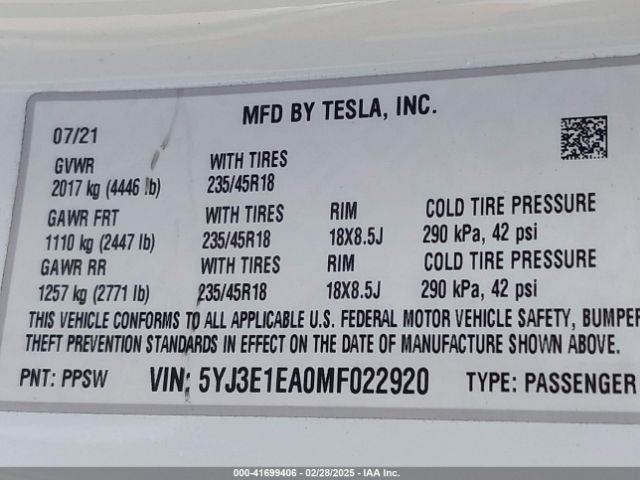 MFD BY TESLA, INC.
07/21
GVWR WITH TIRES
2017 kg (4446 lb) 235/45R18
GAWR FRT WITH TIRES RIM COLD TIRE PRESSURE
1110 kg (2447 lb) 235/45R18 18X8.5J 290 kPa, 42 psi
GAWR RR WITH TIRES RIM COLD TIRE PRESSURE
1257 kg (2771 lb) 235/45R18 18X8.5J 290 kPa, 42 psi
THIS VEHICLE CONFORMS TO ALL APPLICABLE U.S. FEDERAL MOTOR VEHICLE SAFETY, BUMPER
THEFT PREVENTION STANDARDS IN EFFECT ON THE DATE OF MANUFACTURE SHOWN ABOVE.
PNT: PPSW VIN: 5YJ3E1EA0MF022920 TYPE: PASSENGER
000-41699406 - 02/28/2025 - IAA Holdings, LLC.